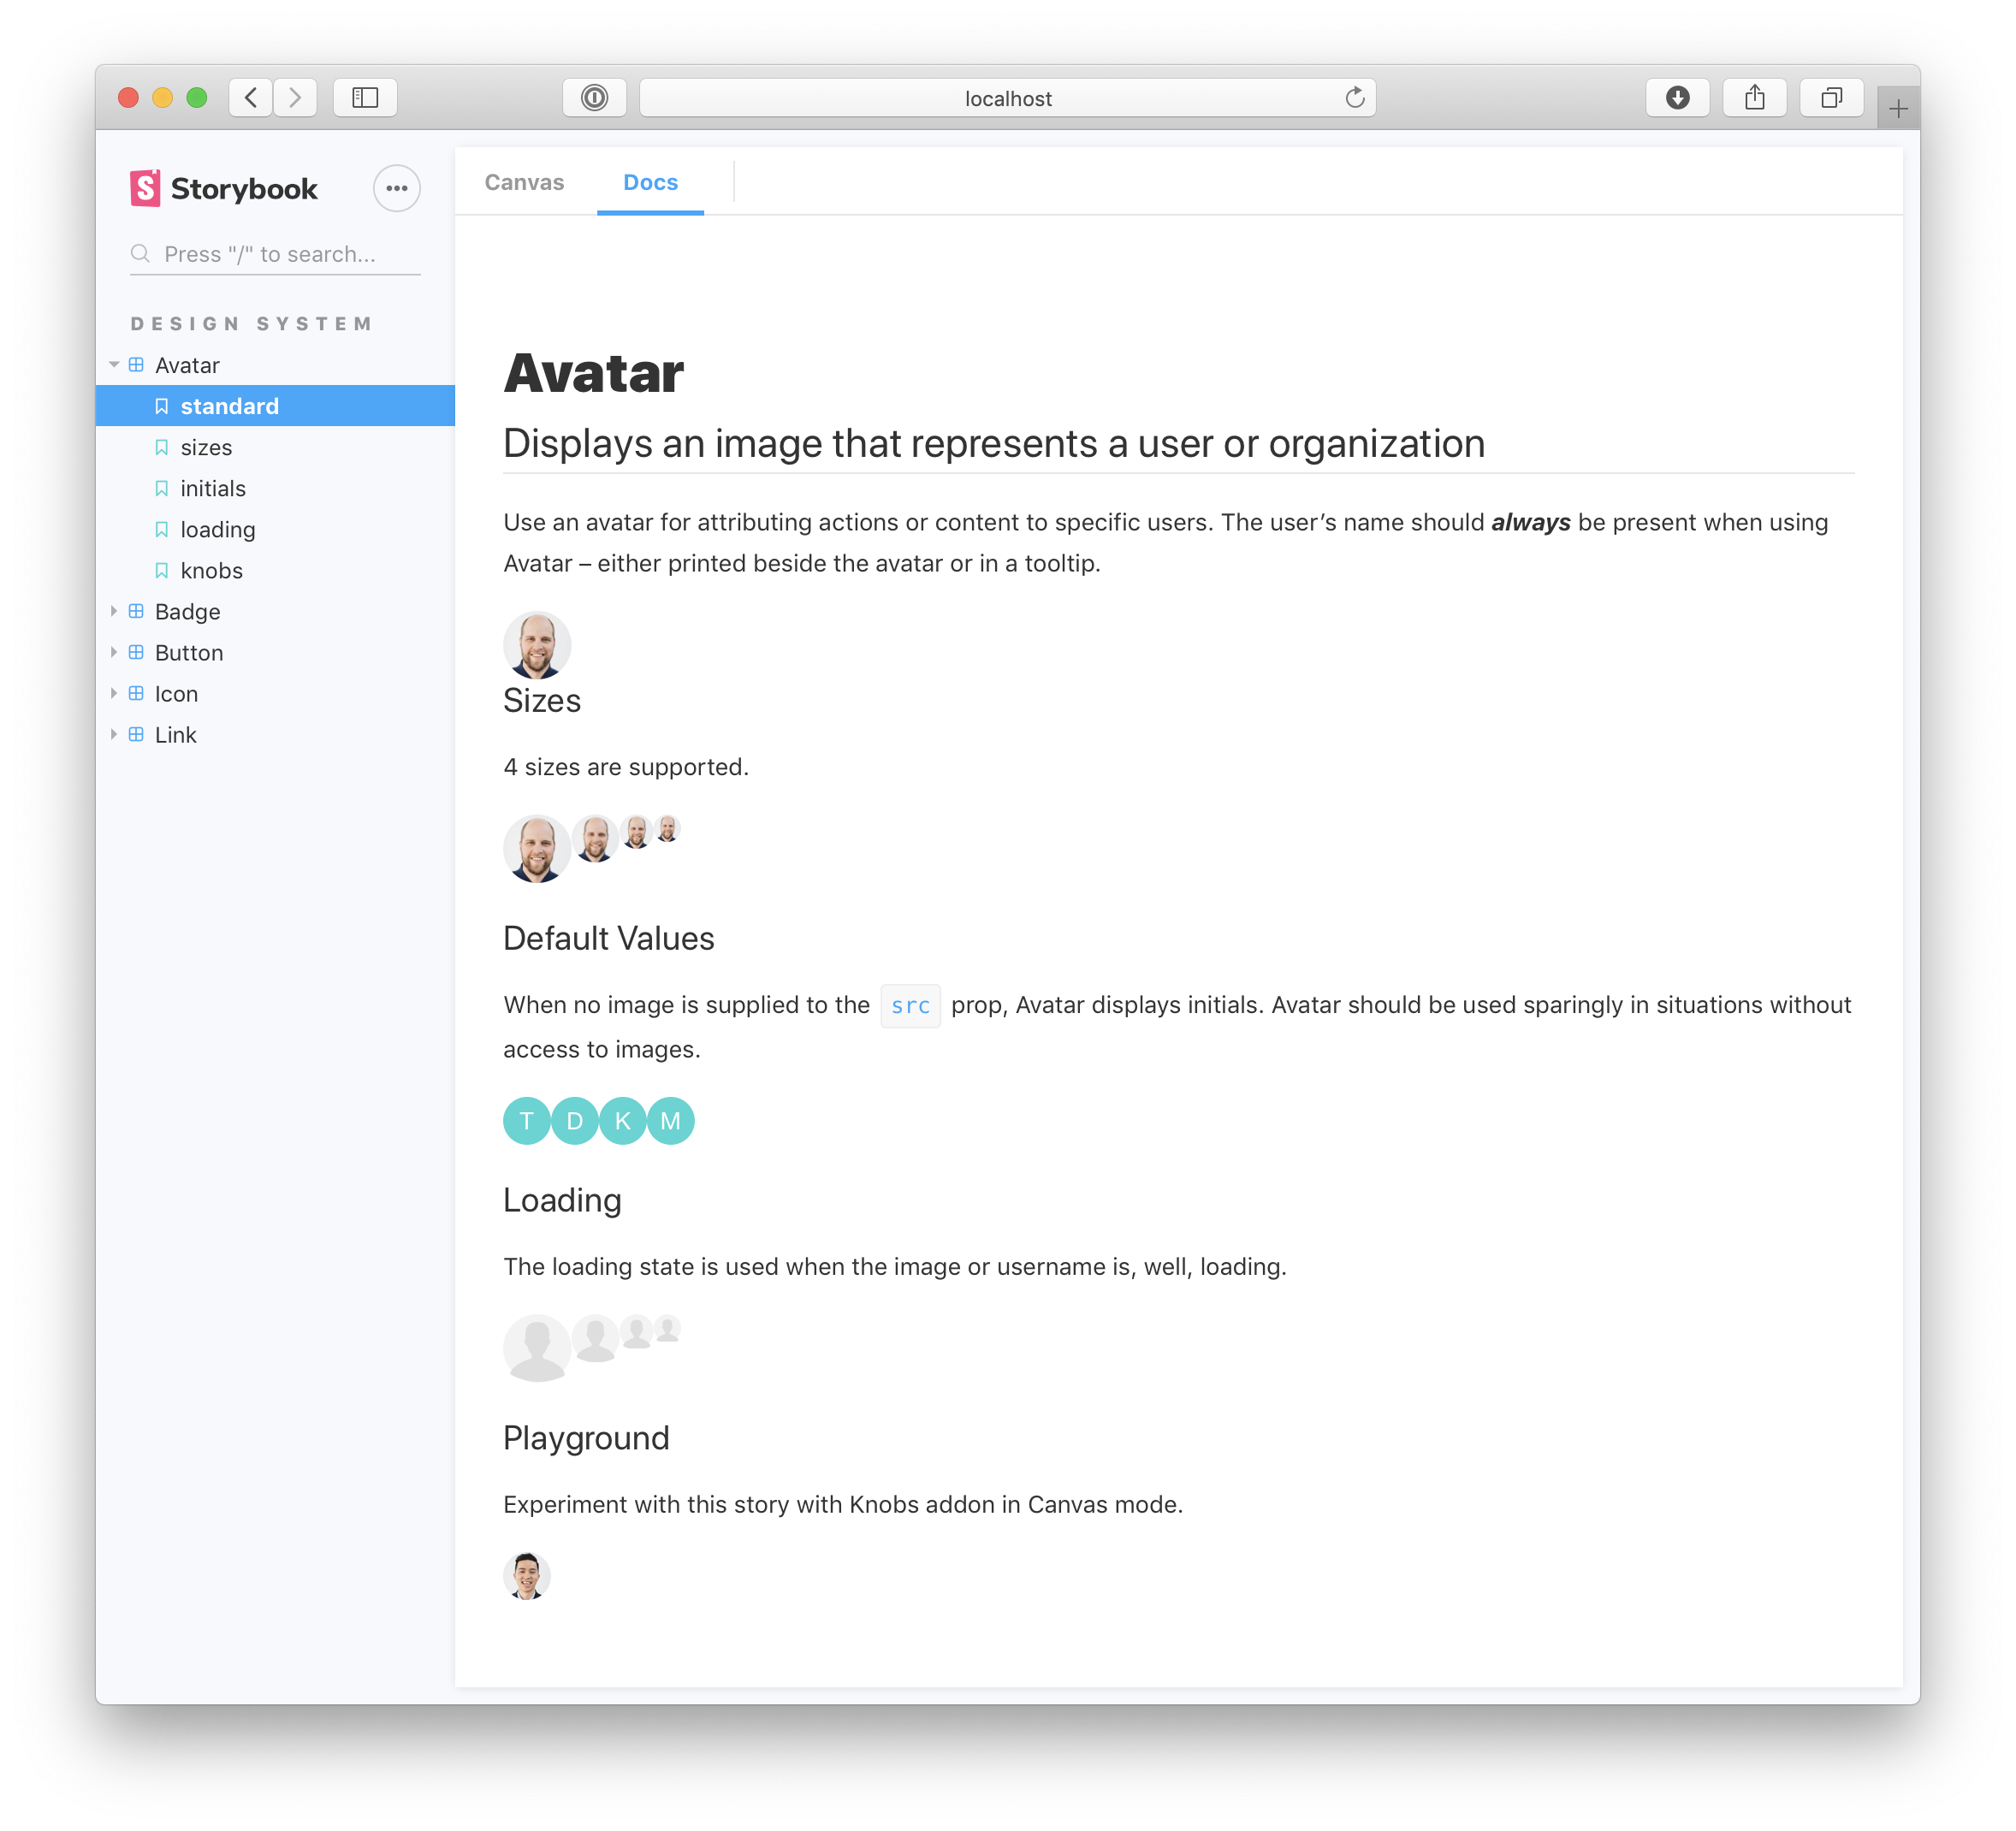 localhost
Storybook
Press "/" to search...
DESIGN SYSTEM
Avatar
standard
sizes
initials
loading
knobs
Badge
Button
Icon
Link
Canvas Docs
Avatar
Displays an image that represents a user or organization
Use an avatar for attributing actions or content to specific users. The user’s name should always be present when using
Avatar – either printed beside the avatar or in a tooltip.
Sizes
4 sizes are supported.
Default Values
When no image is supplied to the src prop, Avatar displays initials. Avatar should be used sparingly in situations without
access to images.
T D K M
Loading
The loading state is used when the image or username is, well, loading.
Playground
Experiment with this story with Knobs addon in Canvas mode.